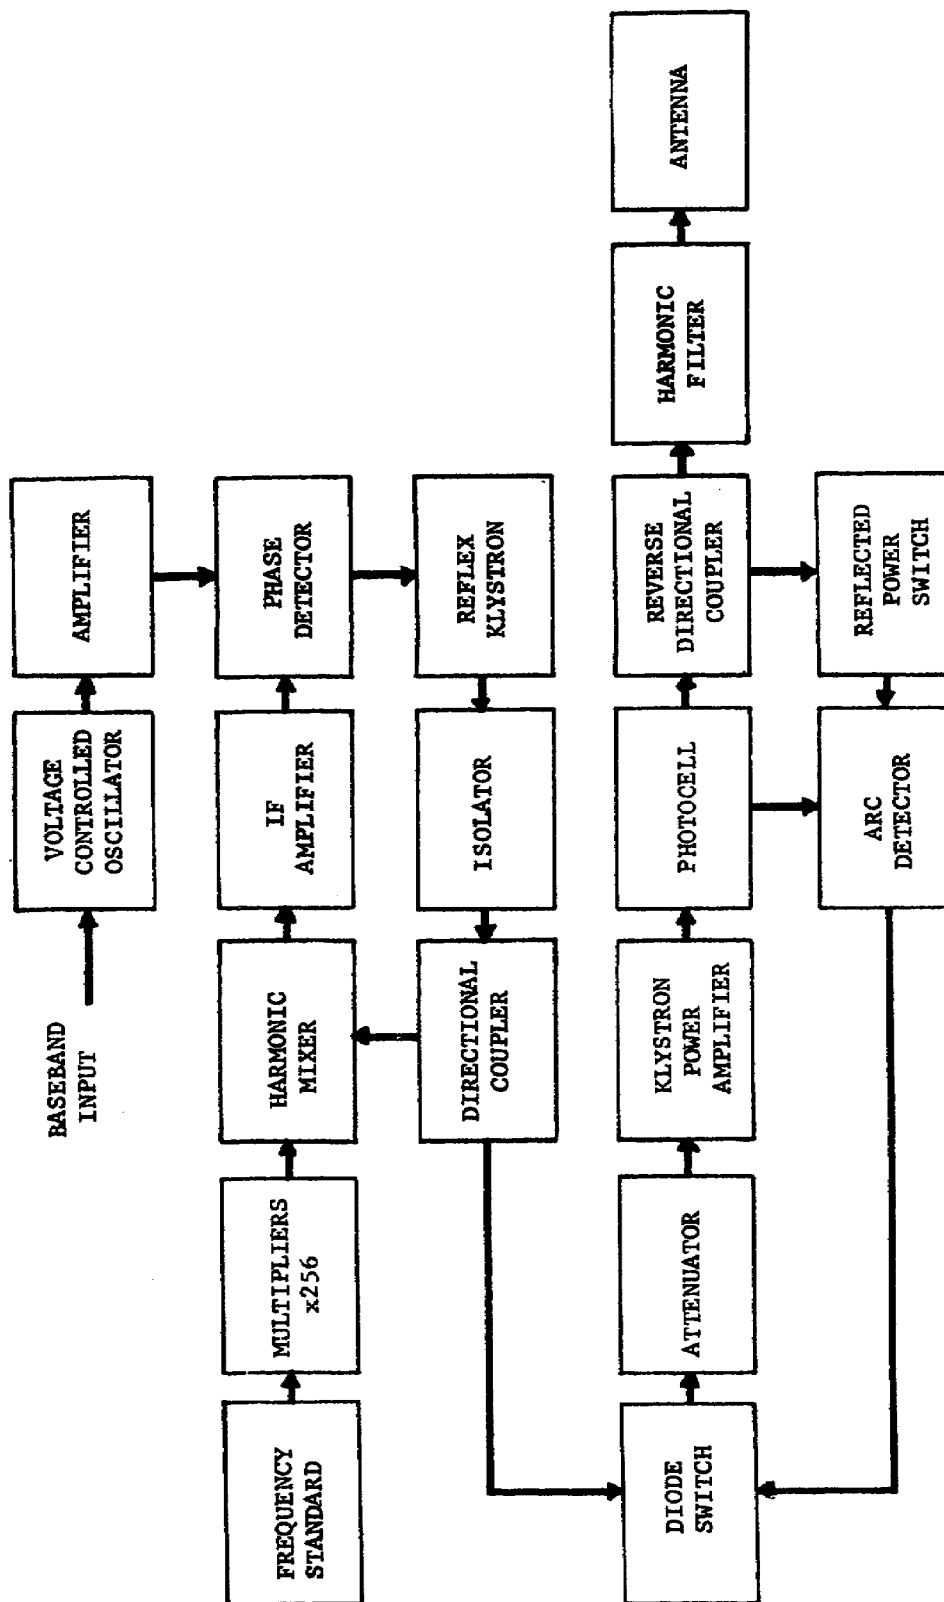 BASEBAND
INPUT
VOLTAGE
CONTROLLED
OSCILLATOR
AMPLIFIER
FREQUENCY
STANDARD
MULTIPLIERS
x256
HARMONIC
MIXER
IF
AMPLIFIER
PHASE
DETECTOR
DIRECTIONAL
COUPLER
ISOLATOR
REFLEX
KLYSTRON
DIODE
SWITCH
ATTENUATOR
KLYSTRON
POWER
AMPLIFIER
PHOTOCELL
REVERSE
DIRECTIONAL
COUPLER
HARMONIC
FILTER
ANTENNA
ARC
DETECTOR
REFLECTED
POWER
SWITCH